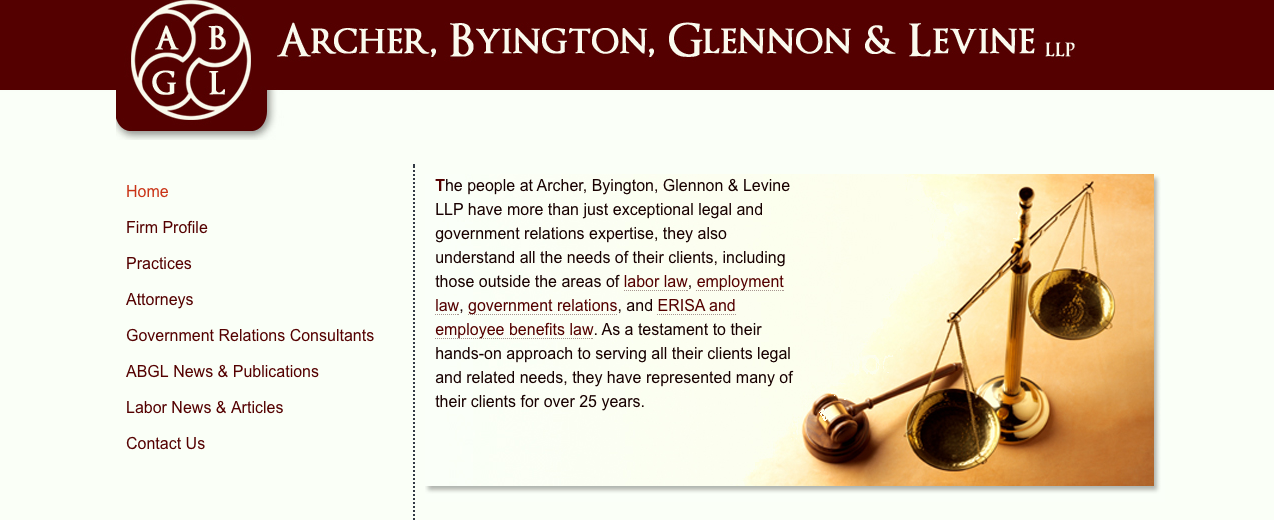 A B
G L
Archer, Byington, Glennon & Levine LLP
Home
Firm Profile
Practices
Attorneys
Government Relations Consultants
ABGL News & Publications
Labor News & Articles
Contact Us
The people at Archer, Byington, Glennon & Levine
LLP have more than just exceptional legal and
government relations expertise, they also
understand all the needs of their clients, including
those outside the areas of labor law, employment
law, government relations, and ERISA and
employee benefits law. As a testament to their
hands-on approach to serving all their clients legal
and related needs, they have represented many of
their clients for over 25 years.